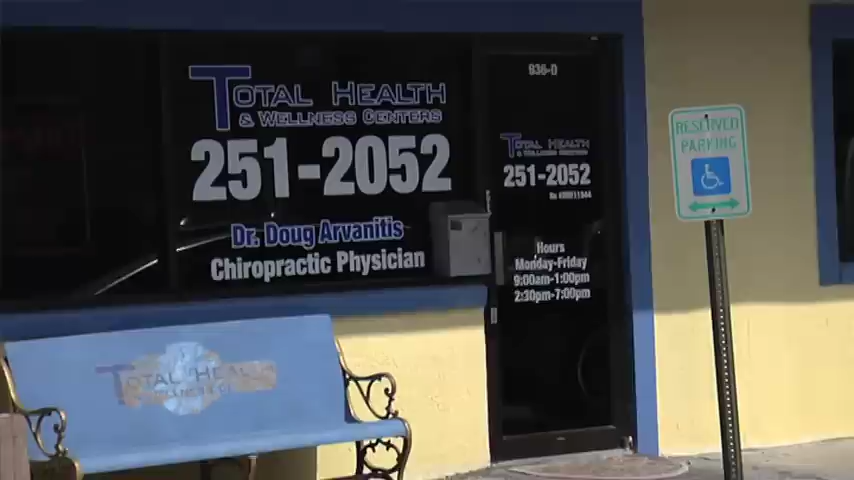 TOTAL HEALTH
& WELLNESS CENTERS
251-2052
Dr. Doug Arvanitis
Chiropractic Physician
936-D
TOTAL HEALTH
& WELLNESS CENTERS
251-2052
Hours
Monday-Friday
9:00am-1:00pm
2:30pm-7:00pm
RESERVED
PARKING
TOTAL HEALTH